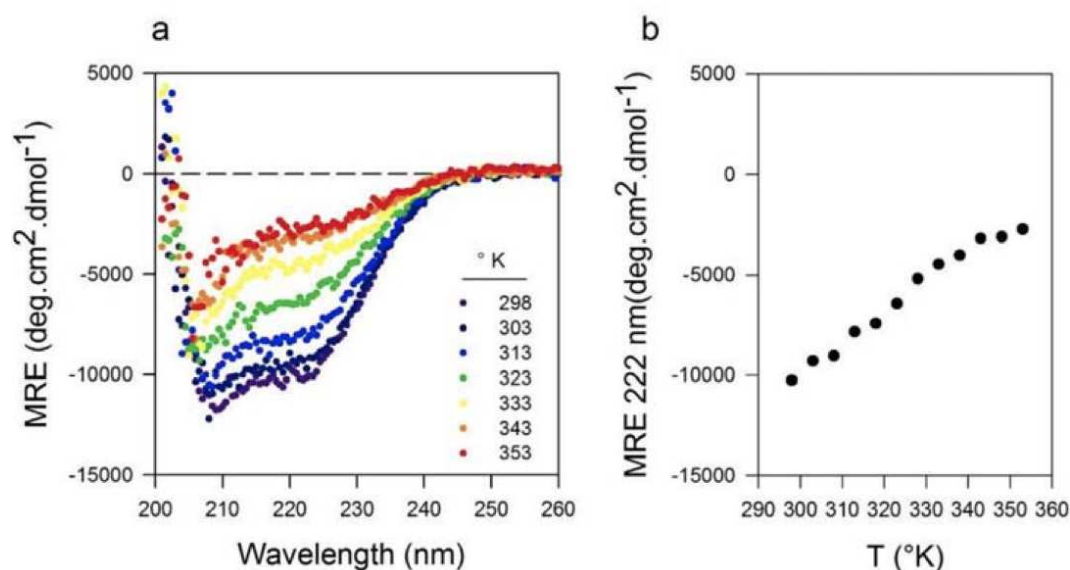 a
MRE (deg.cm².dmol⁻¹)
5000
0
-5000
-10000
-15000
° K
298
303
313
323
333
343
353
200 210 220 230 240 250 260
Wavelength (nm)
b
MRE 222 nm(deg.cm².dmol⁻¹)
5000
0
-5000
-10000
-15000
290 300 310 320 330 340 350 360
T (°K)